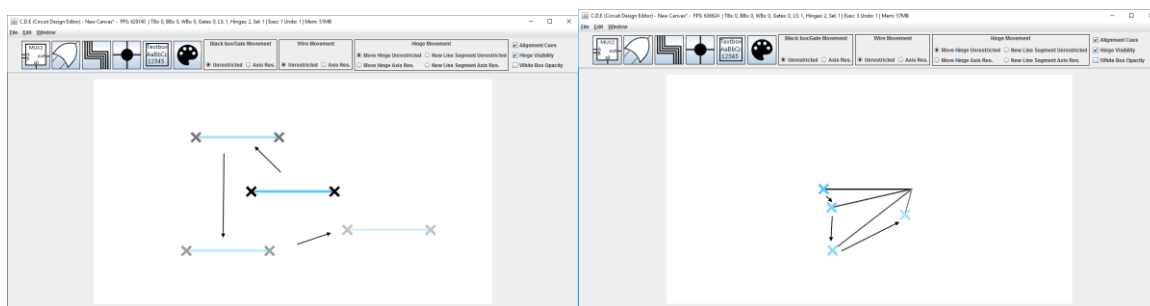 C.D.E (Circuit Design Editor) - New Canvas* - FPS: 629140 | TBs: 0, BBs: 0, WBs: 0, Gates: 0, LS: 1, Hinges: 2, Sel: 1 | Exec: 1 Undo: 1 | Mem: 51MB
File Edit Window
MUX2
Textbox
AaBbCc
12345
Black box/Gate Movement
Unrestricted Axis Res.
Wire Movement
Unrestricted Axis Res.
Hinge Movement
Move Hinge Unrestricted New Line Segment Unrestricted
Move Hinge Axis Res. New Line Segment Axis Res.
Alignment Cues
Hinge Visibility
White Box Opacity
C.D.E (Circuit Design Editor) - New Canvas* - FPS: 608624 | TBs: 0, BBs: 0, WBs: 0, Gates: 0, LS: 1, Hinges: 2, Sel: 1 | Exec: 3 Undo: 1 | Mem: 57MB
File Edit Window
MUX2
Textbox
AaBbCc
12345
Black box/Gate Movement
Unrestricted Axis Res.
Wire Movement
Unrestricted Axis Res.
Hinge Movement
Move Hinge Unrestricted New Line Segment Unrestricted
Move Hinge Axis Res. New Line Segment Axis Res.
Alignment Cues
Hinge Visibility
White Box Opacity